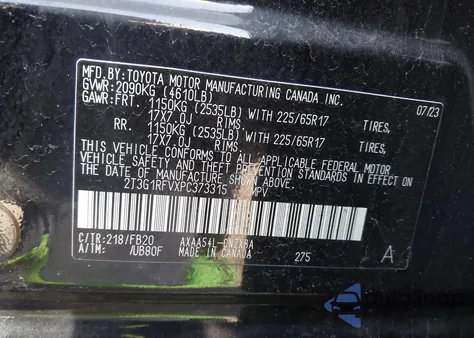 MFD. BY: TOYOTA MOTOR MANUFACTURING CANADA, INC.
GVWR: 2090KG (4610LB) 07/23
GAWR: FRT. 1150KG (2535LB) WITH 225/65R17 TIRES,
17X7.0J RIMS,
RR. 1150KG (2535LB) WITH 225/65R17 TIRES,
17X7.0J RIMS,
THIS VEHICLE CONFORMS TO ALL APPLICABLE FEDERAL MOTOR
VEHICLE SAFETY AND THEFT PREVENTION STANDARDS IN EFFECT ON
THE DATE OF MANUFACTURE SHOWN ABOVE.
2T3G1RFVXPC373315 MPV
C/TR:218/FB20 AXAA54L-
A/TM: /UB80F MADE IN CANADA 275 A
AutoSnap